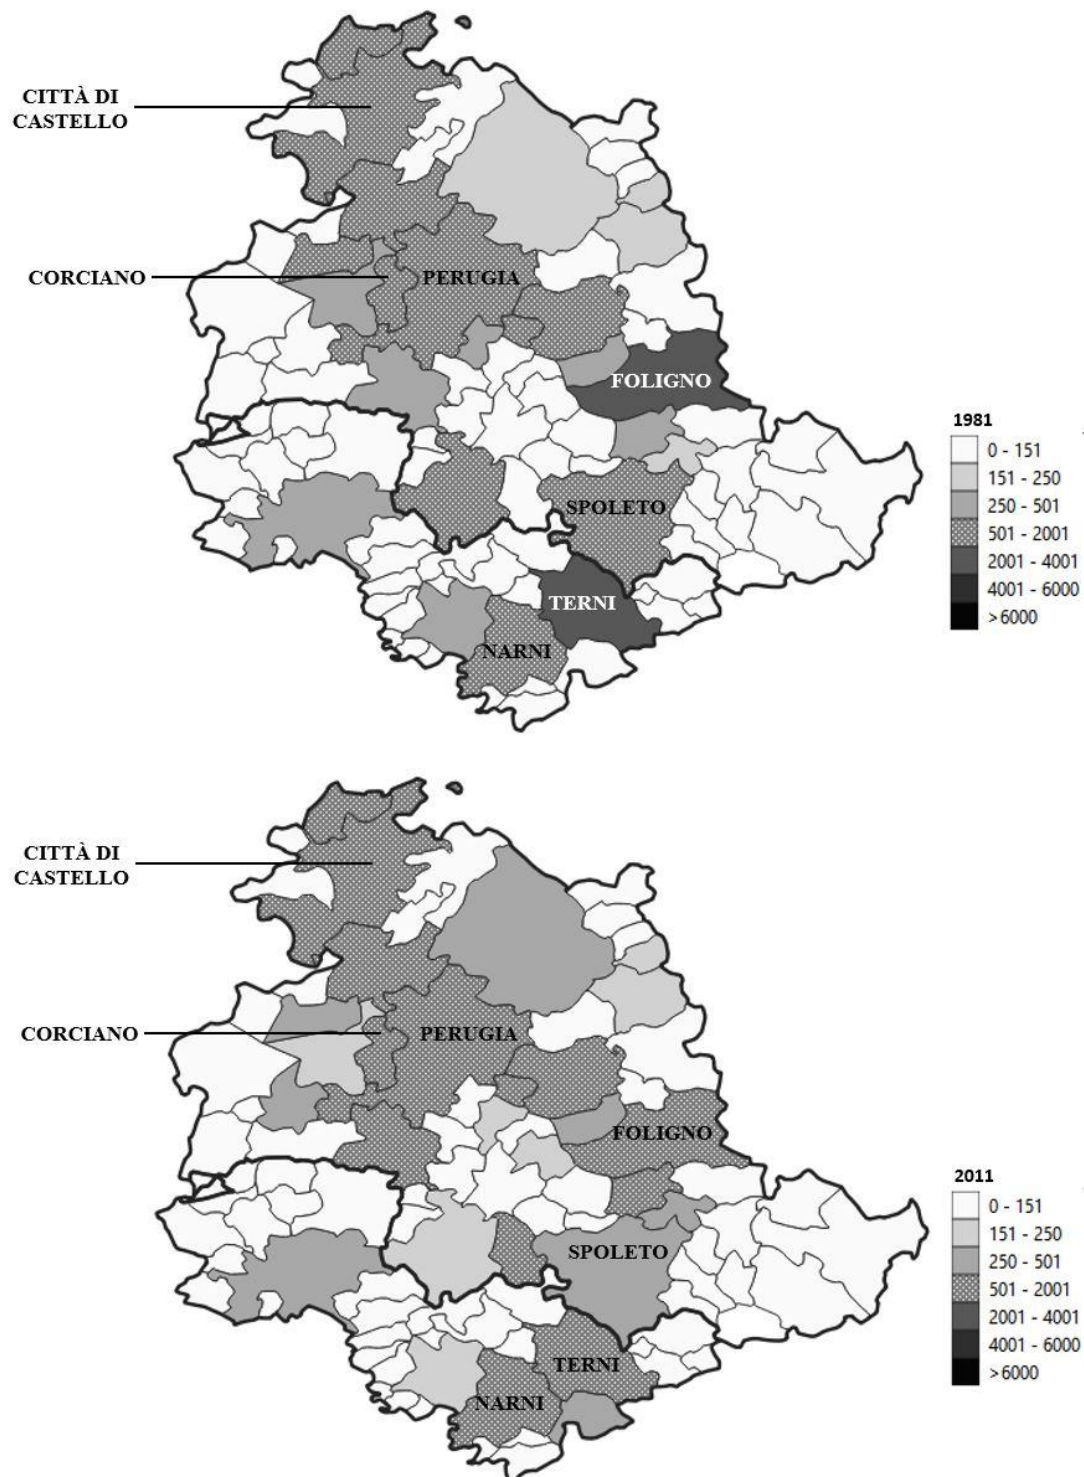 CITTÀ DI
CASTELLO
CORCIANO
PERUGIA
FOLIGNO
SPOLETO
TERNI
NARNI
1981
0 - 151
151 - 250
250 - 501
501 - 2001
2001 - 4001
4001 - 6000
>6000
CITTÀ DI
CASTELLO
CORCIANO
PERUGIA
FOLIGNO
SPOLETO
TERNI
NARNI
2011
0 - 151
151 - 250
250 - 501
501 - 2001
2001 - 4001
4001 - 6000
>6000